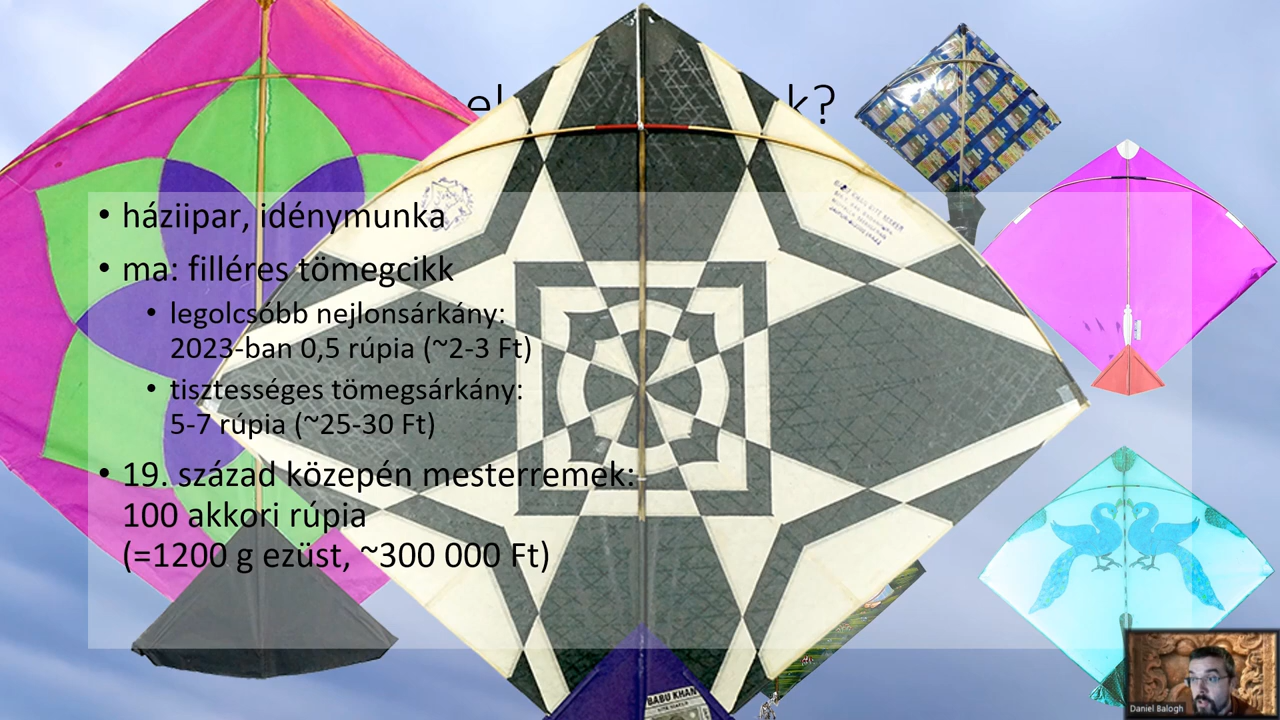 k?
• háziipar, idénymunka
• ma: filléres tömegcikk
• legolcsóbb nejlonsárkány:
2023-ban 0,5 rúpia (~2-3 Ft)
• tisztességes tömegsárkány:
5-7 rúpia (~25-30 Ft)
• 19. század közepén mesterremek:
100 akkori rúpia
(=1200 g ezüst, ~300 000 Ft)
BABU KHAN
Daniel Balogh